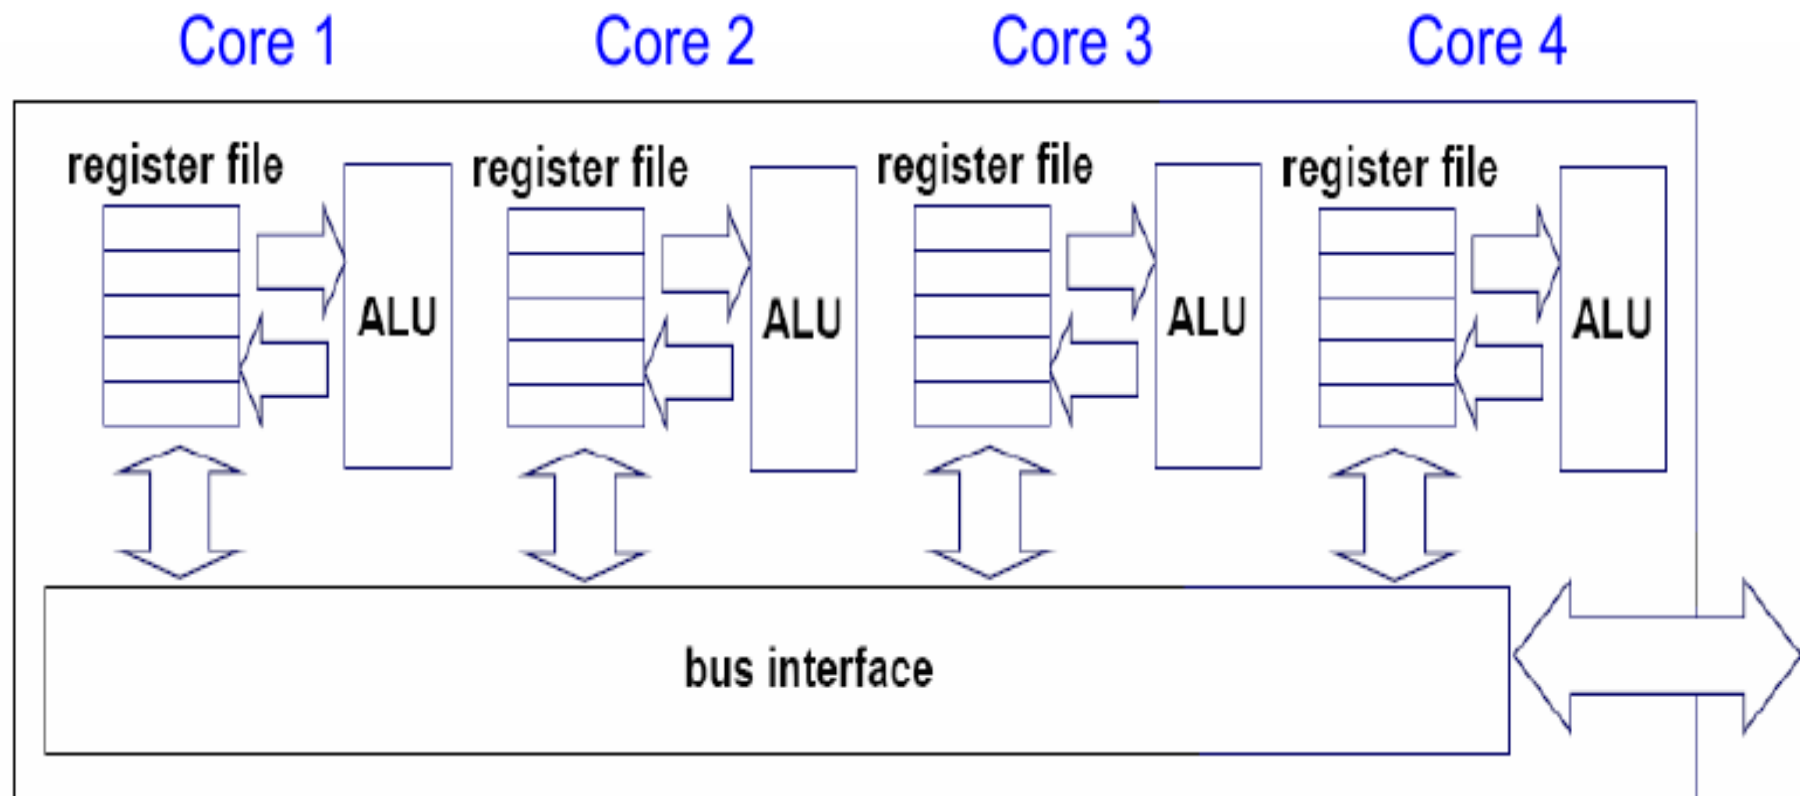 Core 1 Core 2 Core 3 Core 4
register file register file register file register file
ALU ALU ALU ALU
bus interface